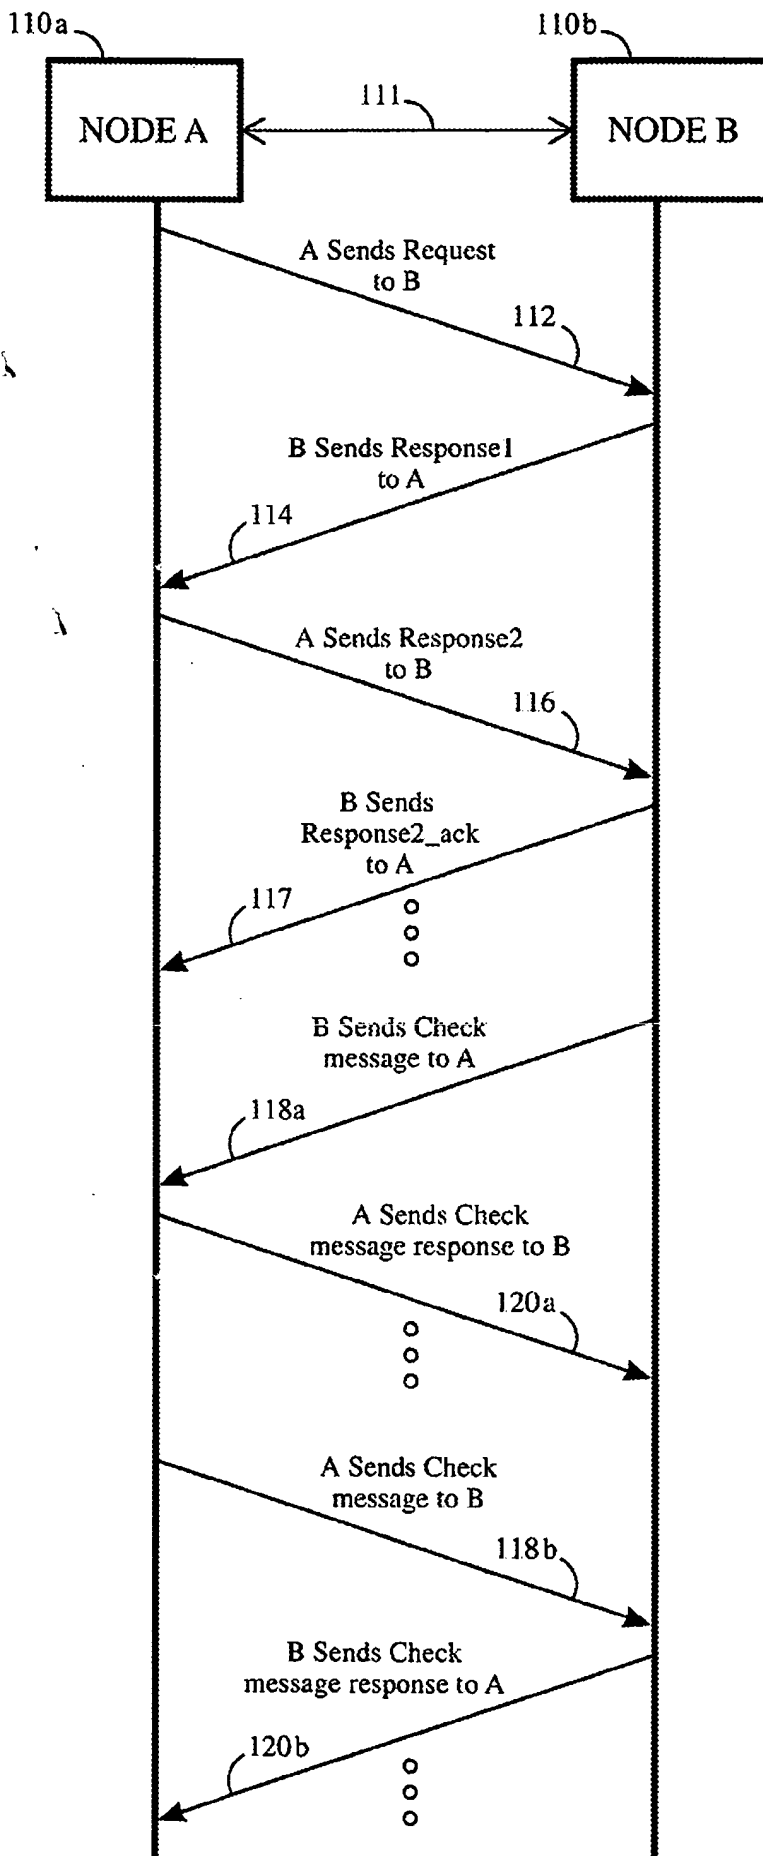 110a
110b
111
NODE A
NODE B
A Sends Request
to B
112
B Sends Response1
to A
114
A Sends Response2
to B
116
B Sends
Response2_ack
to A
117
B Sends Check
message to A
118a
A Sends Check
message response to B
120a
A Sends Check
message to B
118b
B Sends Check
message response to A
120b